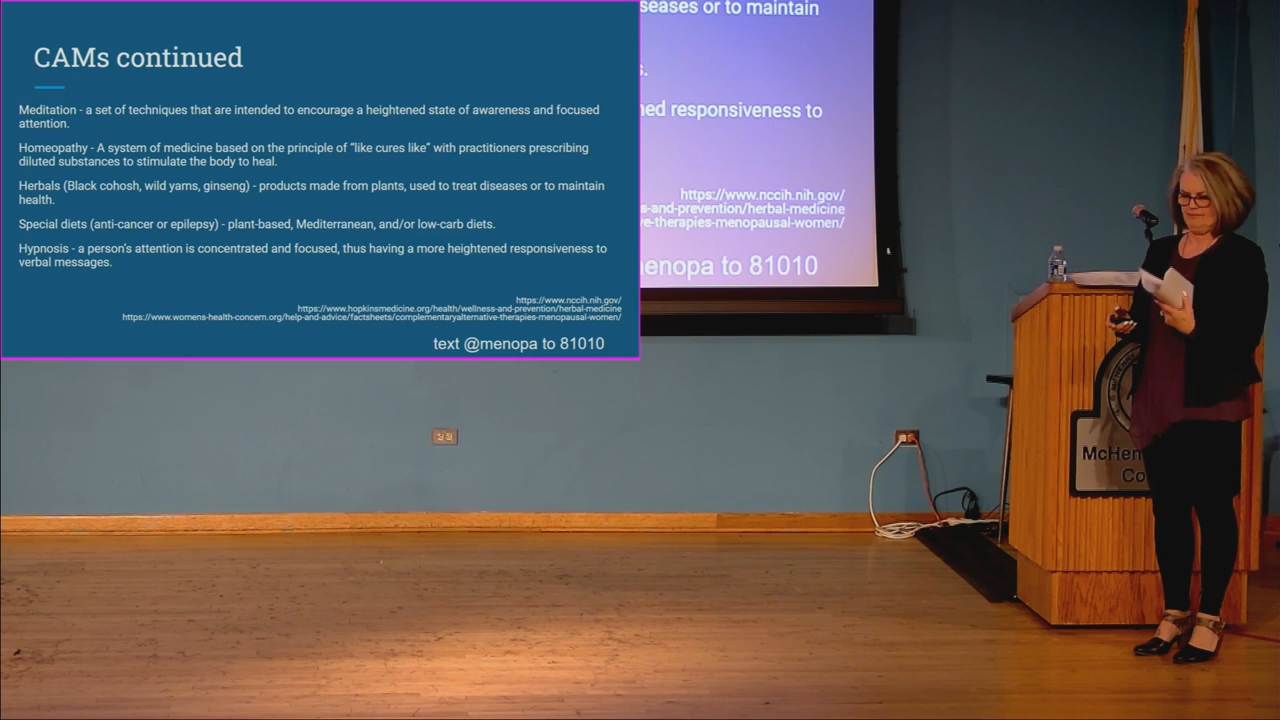 CAMs continued
Meditation - a set of techniques that are intended to encourage a heightened state of awareness and focused
attention.
Homeopathy - A system of medicine based on the principle of “like cures like” with practitioners prescribing
diluted substances to stimulate the body to heal.
Herbals (Black cohosh, wild yams, ginseng) - products made from plants, used to treat diseases or to maintain
health.
Special diets (anti-cancer or epilepsy) - plant-based, Mediterranean, and/or low-carb diets.
Hypnosis - a person's attention is concentrated and focused, thus having a more heightened responsiveness to
verbal messages.
https://www.nccih.nih.gov/
https://www.hopkinsmedicine.org/health/wellness-and-prevention/herbal-medicine
https://www.womens-health-concern.org/help-and-advice/factsheets/complementaryalternative-therapies-menopausal-women/
text @menopa to 81010
seases or to maintain
s.
ned responsiveness to
https://www.nccih.nih.gov/
s-and-prevention/herbal-medicine
ve-therapies-menopausal-women/
enopa to 81010
McHen
Co